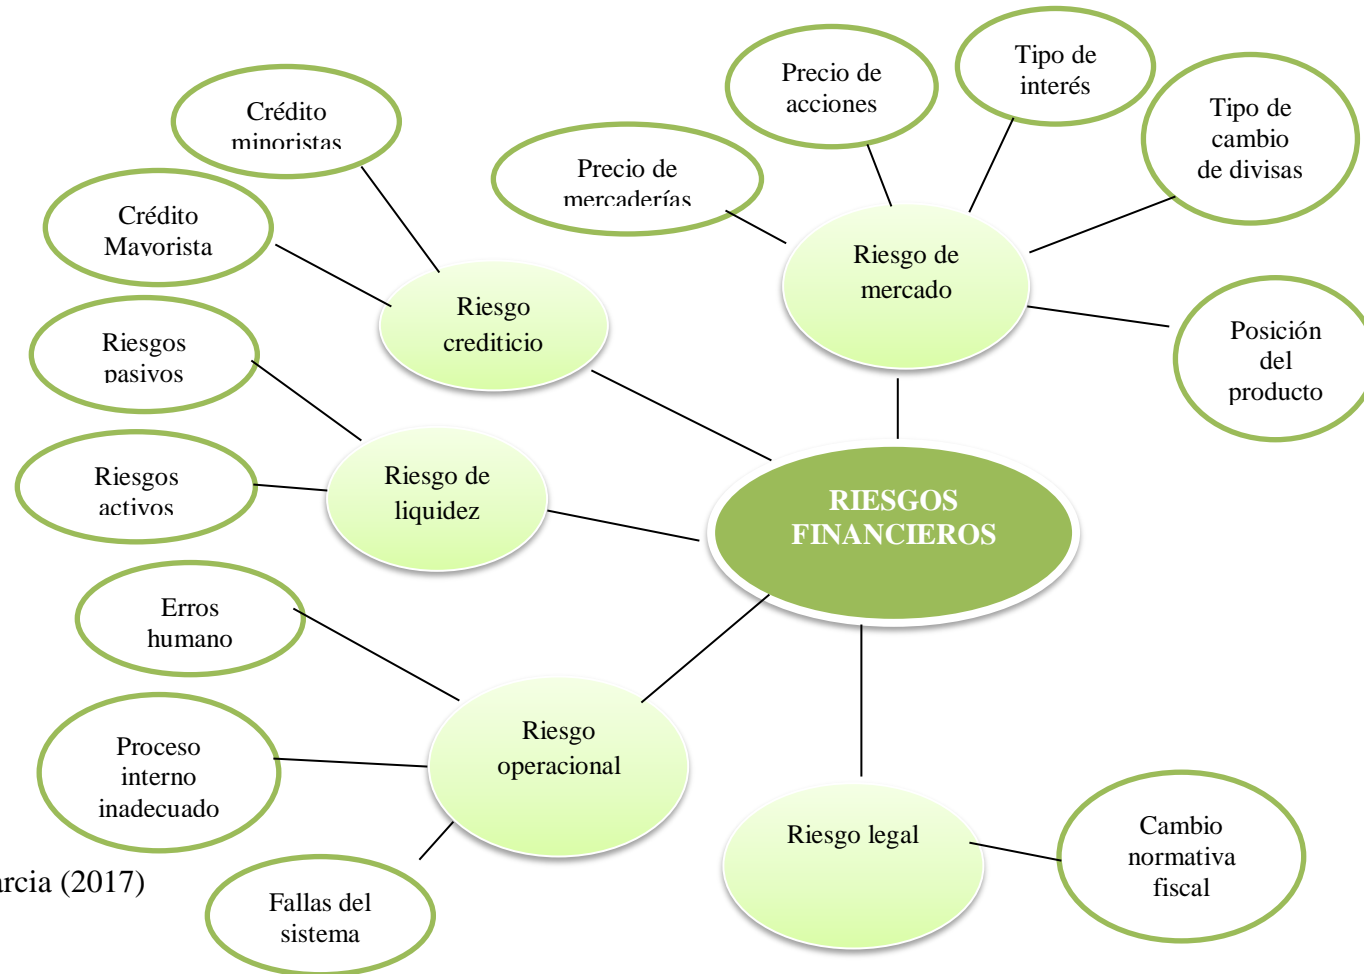 Precio de
acciones
Tipo de
interés
Tipo de
cambio
de divisas
Crédito
minoristas
Precio de
mercaderías
Crédito
Mayorista
Riesgo de
mercado
Riesgo
crediticio
Riesgos
pasivos
Posición
del
producto
Riesgos
activos
Riesgo de
liquidez
RIESGOS
FINANCIEROS
Erros
humano
Proceso
interno
inadecuado
Riesgo
operacional
Riesgo legal
Cambio
normativa
fiscal
arcia (2017)
Fallas del
sistema